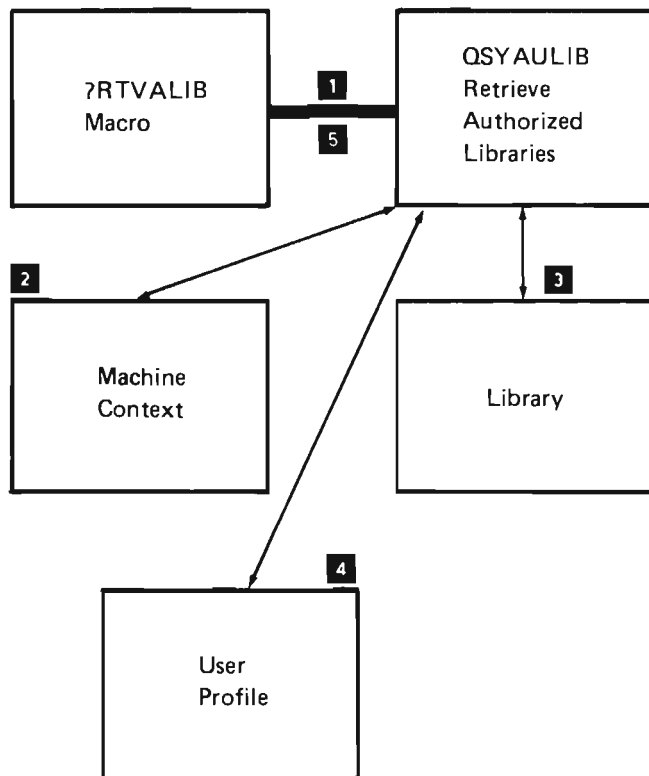 ?RTVALIB
Macro
1
5
QSYAULIB
Retrieve
Authorized
Libraries
2
Machine
Context
3
Library
4
User
Profile